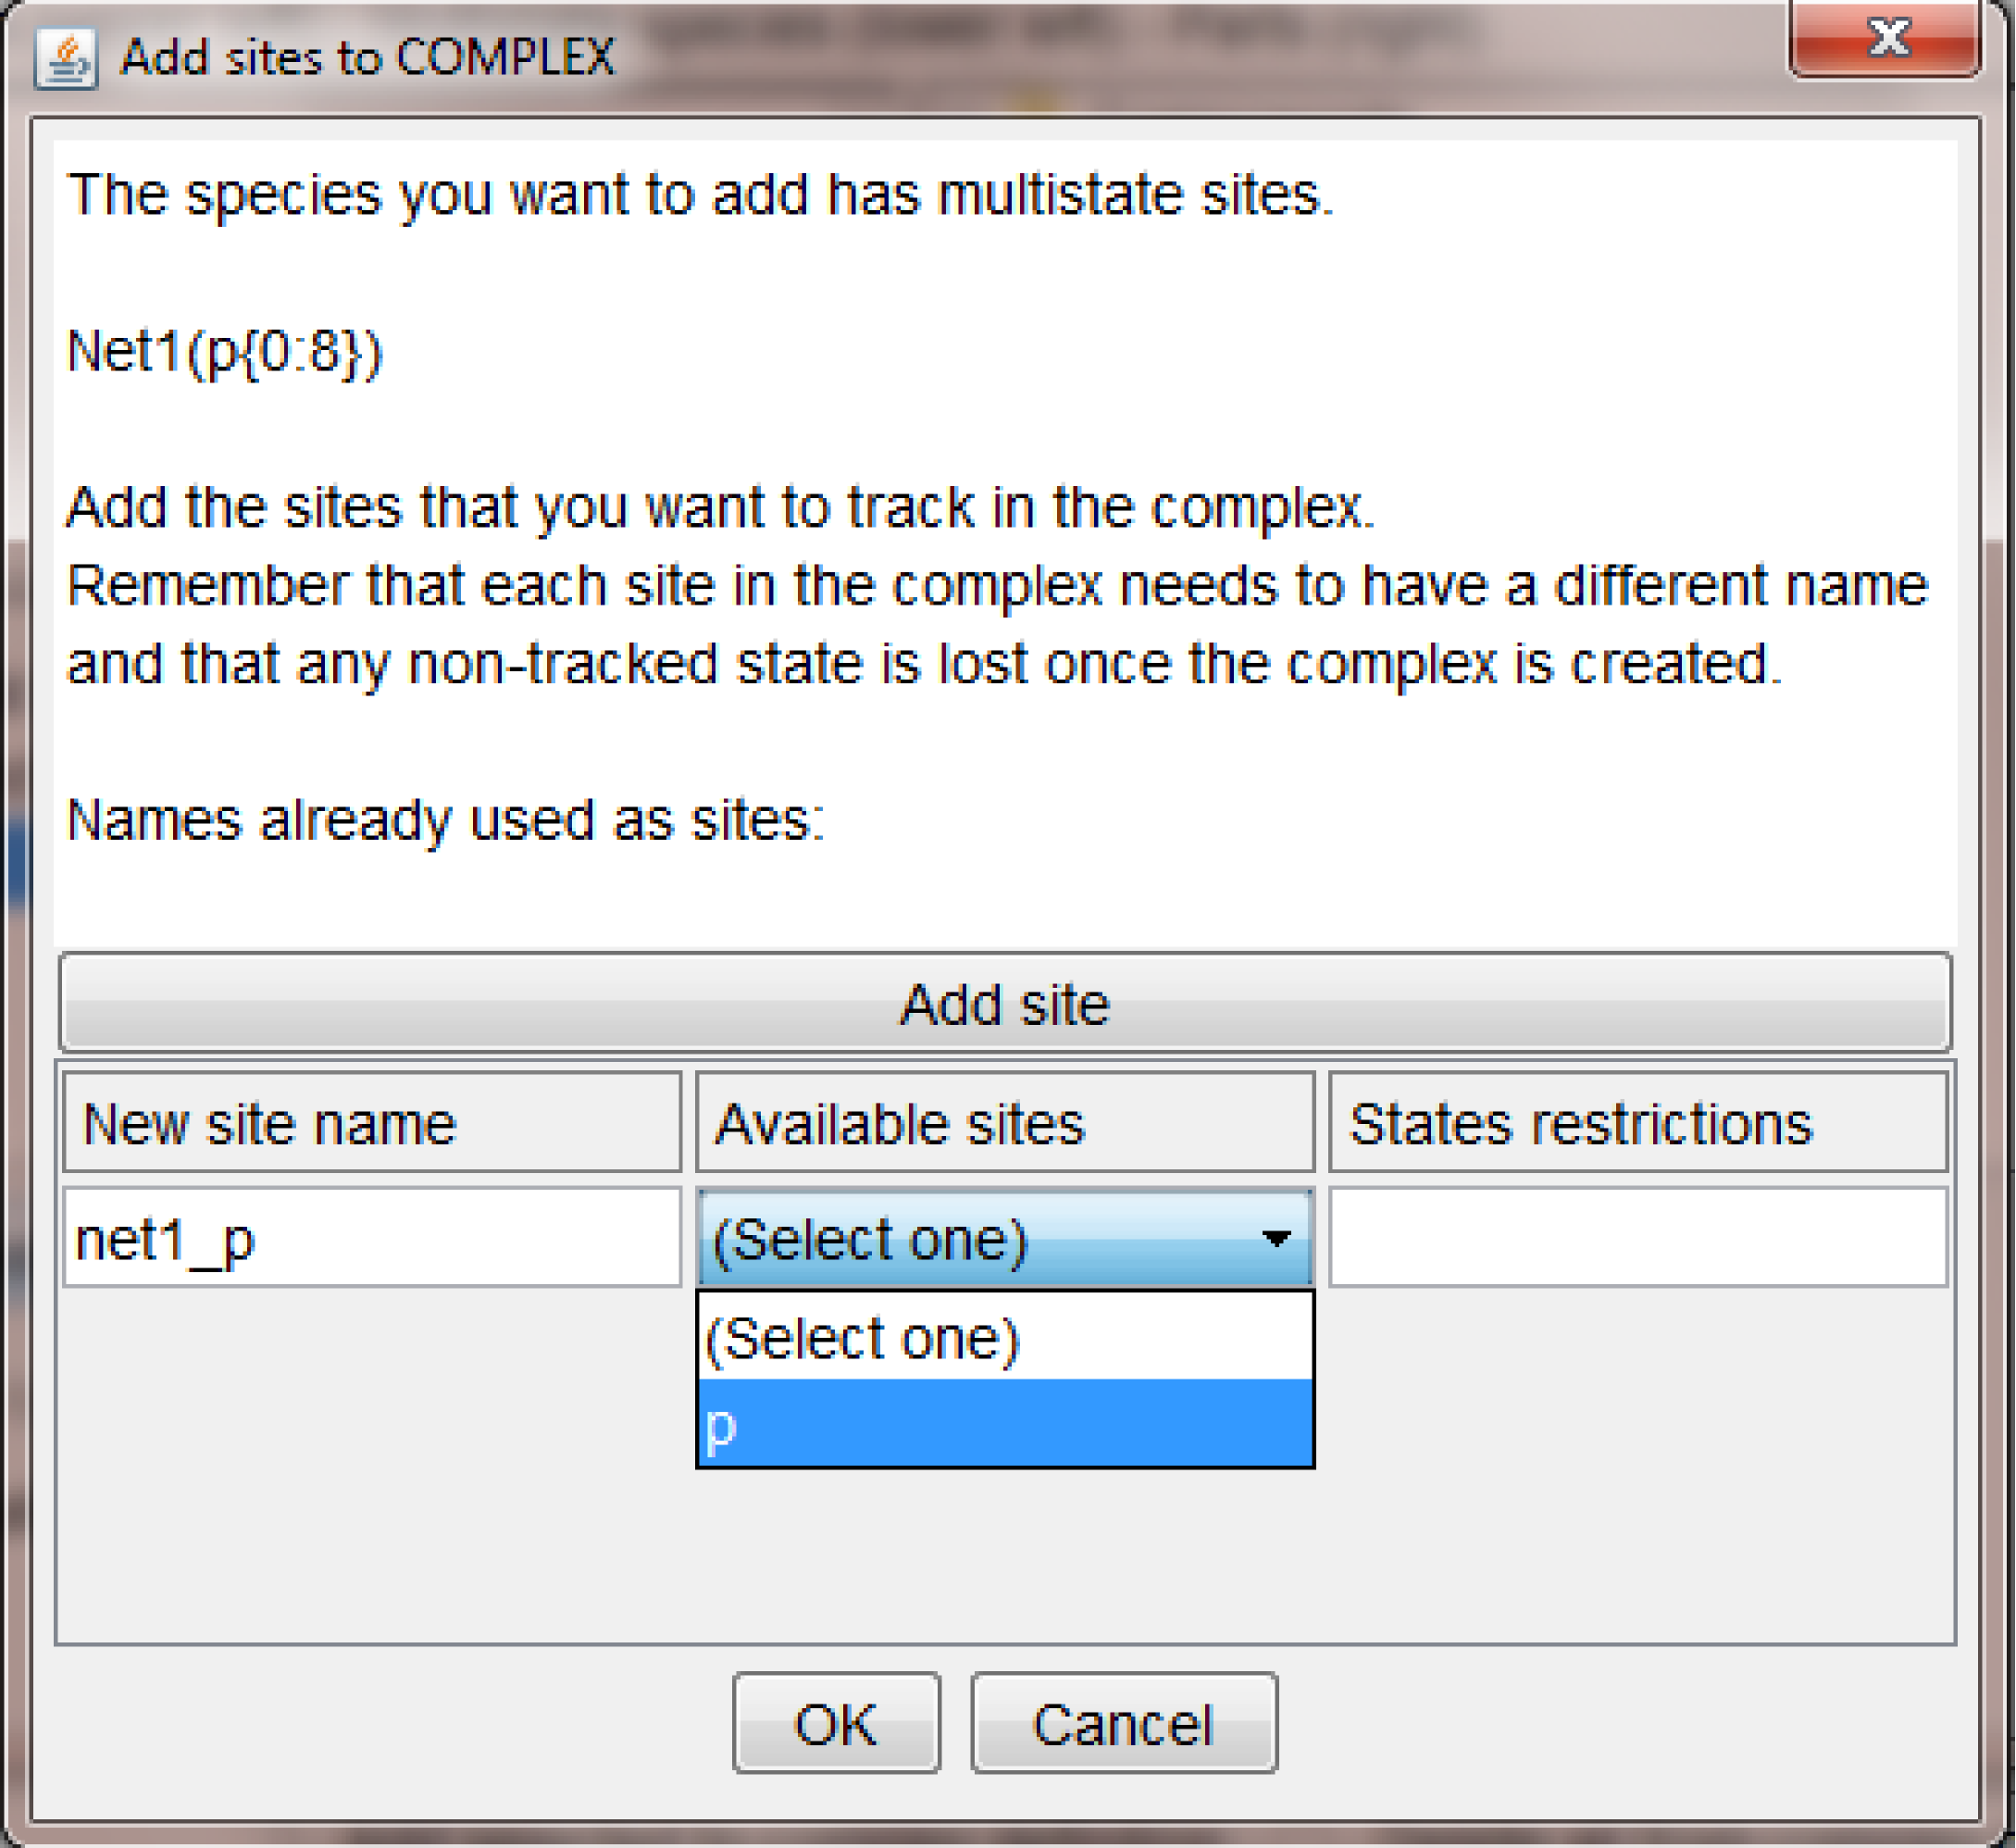 Add sites to COMPLEX
The species you want to add has multistate sites.
Net1(p{0:8})
Add the sites that you want to track in the complex.
Remember that each site in the complex needs to have a different name
and that any non-tracked state is lost once the complex is created.
Names already used as sites:
Add site
New site name Available sites States restrictions
net1_p (Select one)
(Select one)
p
OK Cancel